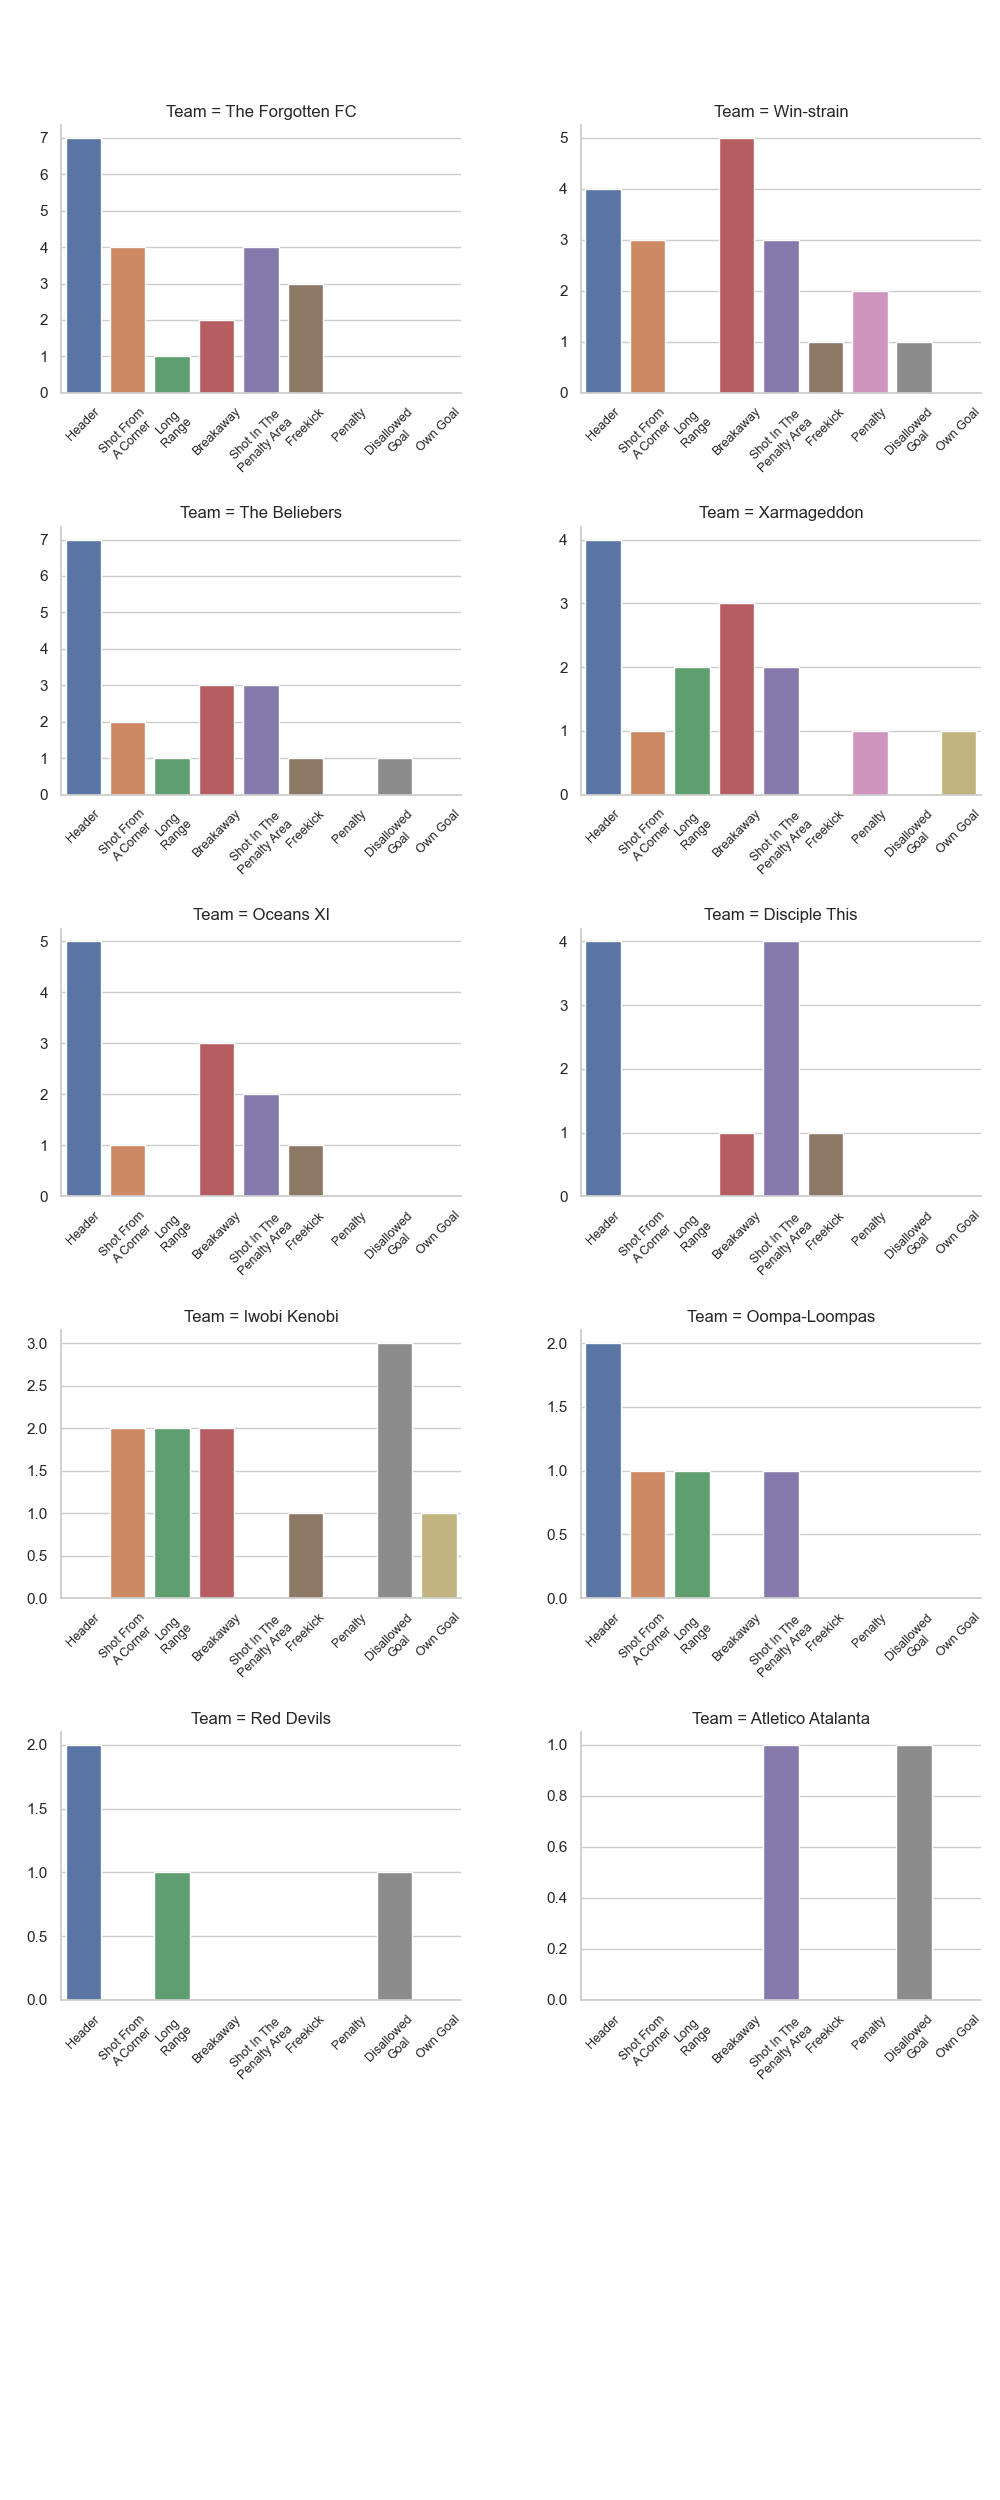 Team = The Forgotten FC
7
6
5
4
3
2
1
0
Header
Shot From
A Corner
Long
Range
Breakaway
Shot In The
Penalty Area
Freekick
Penalty
Disallowed
Goal
Own Goal
Team = Win-strain
5
4
3
2
1
0
Header
Shot From
A Corner
Long
Range
Breakaway
Shot In The
Penalty Area
Freekick
Penalty
Disallowed
Goal
Own Goal
Team = The Beliebers
7
6
5
4
3
2
1
0
Header
Shot From
A Corner
Long
Range
Breakaway
Shot In The
Penalty Area
Freekick
Penalty
Disallowed
Goal
Own Goal
Team = Xarmageddon
4
3
2
1
0
Header
Shot From
A Corner
Long
Range
Breakaway
Shot In The
Penalty Area
Freekick
Penalty
Disallowed
Goal
Own Goal
Team = Oceans XI
5
4
3
2
1
0
Header
Shot From
A Corner
Long
Range
Breakaway
Shot In The
Penalty Area
Freekick
Penalty
Disallowed
Goal
Own Goal
Team = Disciple This
4
3
4
2
1
0
Header
Shot From
A Corner
Long
Range
Breakaway
Shot In The
Penalty Area
Freekick
Penalty
Disallowed
Goal
Own Goal
Team = Iwobi Kenobi
3.0
2.5
2.0
1.5
1.0
0.5
0.0
Header
Shot From
A Corner
Long
Range
Breakaway
Shot In The
Penalty Area
Freekick
Penalty
Disallowed
Goal
Own Goal
Team = Oompa-Loompas
2.0
1.5
1.0
0.5
0.0
Header
Shot From
A Corner
Long
Range
Breakaway
Shot In The
Penalty Area
Freekick
Penalty
Disallowed
Goal
Own Goal
Team = Red Devils
2.0
1.5
1.0
0.5
0.0
Header
Shot From
A Corner
Long
Range
Breakaway
Shot In The
Penalty Area
Freekick
Penalty
Disallowed
Goal
Own Goal
Team = Atletico Atalanta
1.0
0.8
0.6
0.4
0.2
0.0
Header
Shot From
A Corner
Long
Range
Breakaway
Shot In The
Penalty Area
Freekick
Penalty
Disallowed
Goal
Own Goal